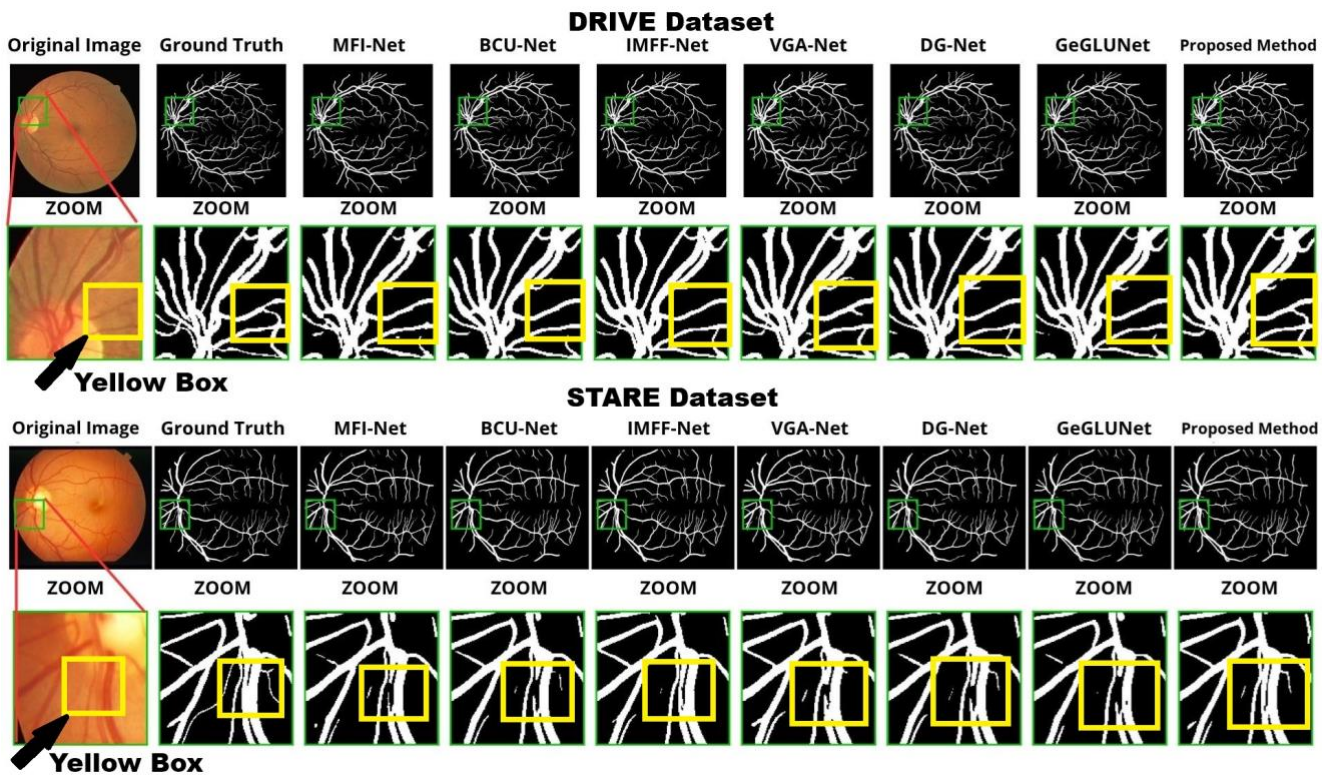 DRIVE Dataset
Original Image Ground Truth MFI-Net BCU-Net IMFF-Net VGA-Net DG-Net GeGLUNet Proposed Method
ZOOM ZOOM ZOOM ZOOM ZOOM ZOOM ZOOM ZOOM ZOOM
Yellow Box
STARE Dataset
Original Image Ground Truth MFI-Net BCU-Net IMFF-Net VGA-Net DG-Net GeGLUNet Proposed Method
ZOOM ZOOM ZOOM ZOOM ZOOM ZOOM ZOOM ZOOM ZOOM
Yellow Box